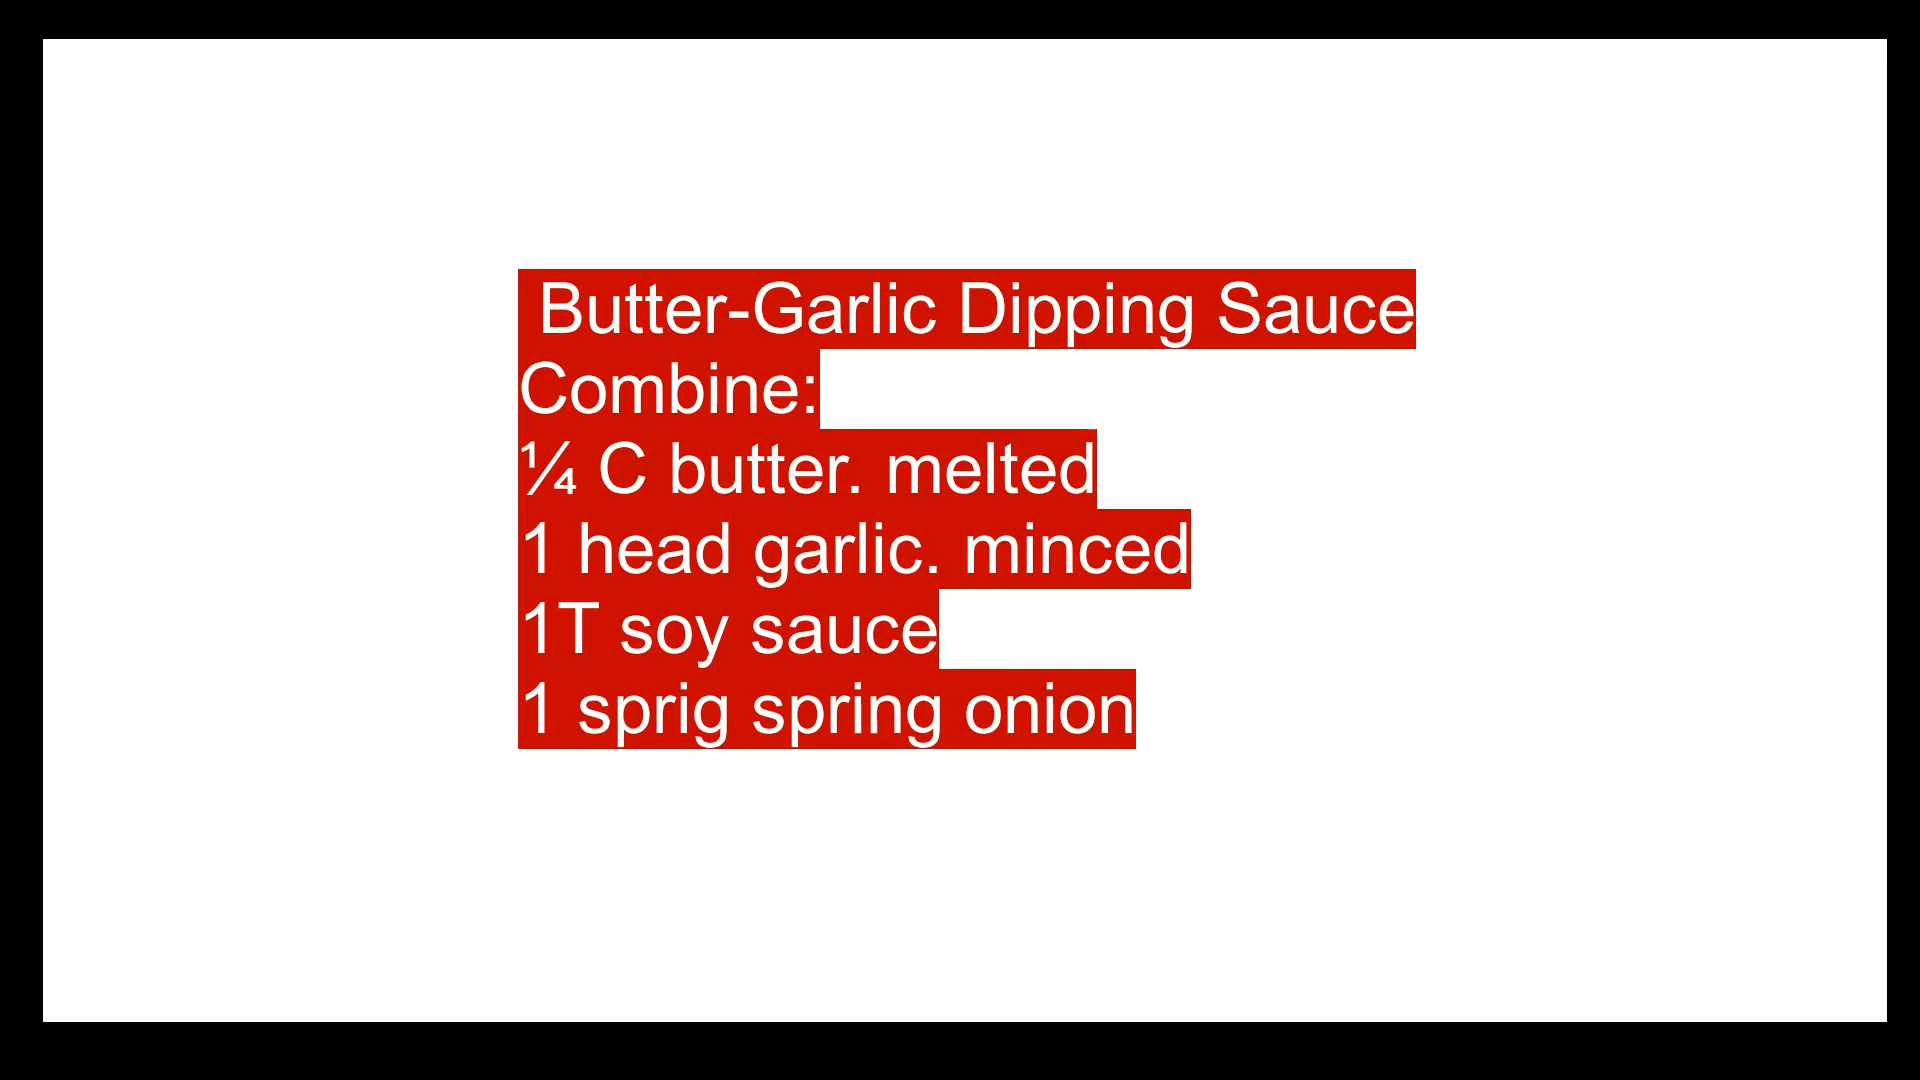 Butter-Garlic Dipping Sauce
Combine:
¼ C butter. melted
1 head garlic. minced
1T soy sauce
1 sprig spring onion